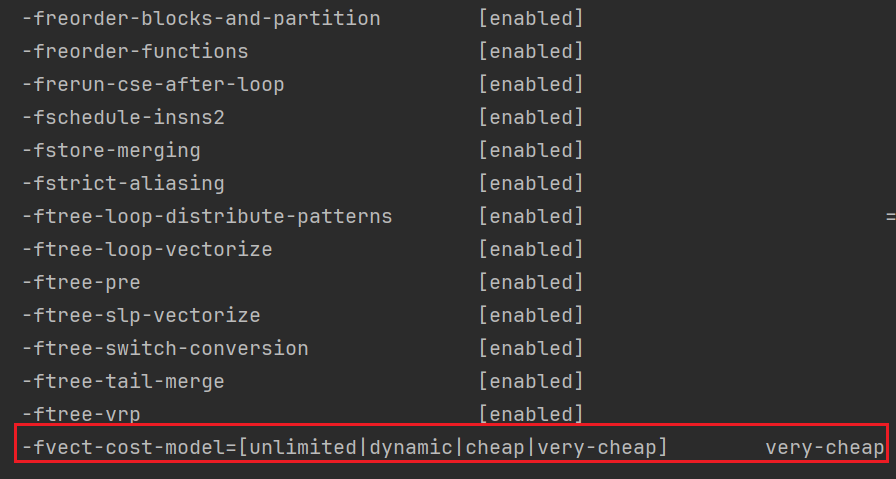 -freorder-blocks-and-partition [enabled]
-freorder-functions [enabled]
-frerun-cse-after-loop [enabled]
-fschedule-insns2 [enabled]
-fstore-merging [enabled]
-fstrict-aliasing [enabled]
-ftree-loop-distribute-patterns [enabled] =
-ftree-loop-vectorize [enabled]
-ftree-pre [enabled]
-ftree-slp-vectorize [enabled]
-ftree-switch-conversion [enabled]
-ftree-tail-merge [enabled]
-ftree-vrp [enabled]
-fvect-cost-model=[unlimited|dynamic|cheap|very-cheap] very-cheap